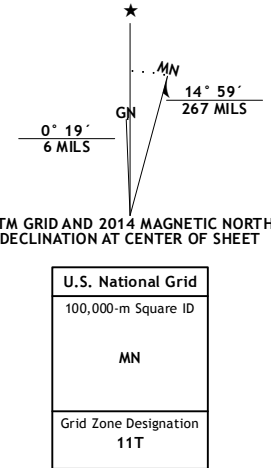 ★
MN
GN
14° 59´
267 MILS
0° 19´
6 MILS
TM GRID AND 2014 MAGNETIC NORTH
DECLINATION AT CENTER OF SHEET
U.S. National Grid
100,000-m Square ID
MN
Grid Zone Designation
11T